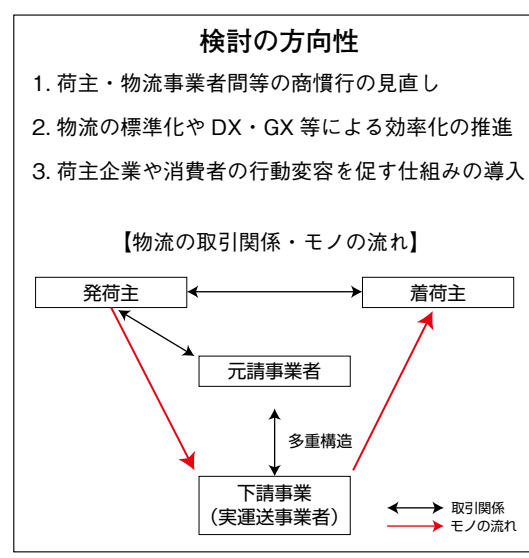 検討の方向性
1. 荷主・物流事業者間等の商慣行の見直し
2. 物流の標準化や DX・GX 等による効率化の推進
3. 荷主企業や消費者の行動変容を促す仕組みの導入
【物流の取引関係・モノの流れ】
発荷主
着荷主
元請事業者
多重構造
下請事業
（実運送事業者）
取引関係
モノの流れ